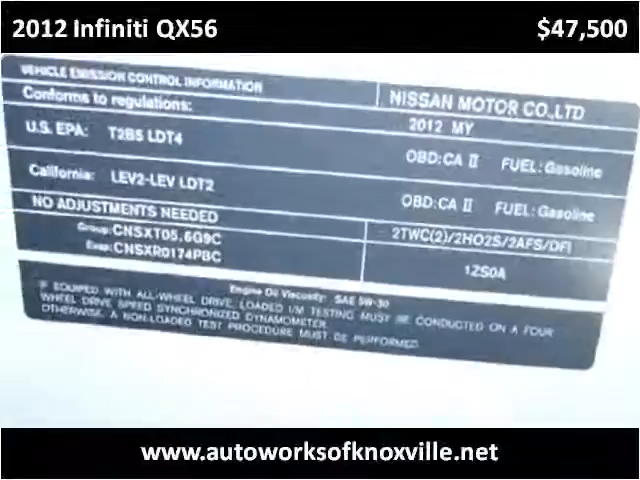 2012 Infiniti QX56 $47,500
VEHICLE EMISSION CONTROL INFORMATION
NISSAN MOTOR CO.,LTD
Conforms to regulations: 2012 MY
U.S. EPA: T2B5 LDT4 OBD:CA II FUEL:Gasoline
California: LEV2-LEV LDT2 OBD:CA II FUEL:Gasoline
NO ADJUSTMENTS NEEDED
Group:CNSXT05.6G9C 2TWC(2)/2HO2S/2AFS/DFI
Evap:CNSXR0174PBC 1ZS0A
Engine Oil Viscosity: SAE 5W-30
IF EQUIPPED WITH ALL-WHEEL DRIVE, LOADED I/M TESTING MUST BE CONDUCTED ON A FOUR
WHEEL DRIVE SPEED SYNCHRONIZED DYNAMOMETER.
OTHERWISE, A NON-LOADED TEST PROCEDURE MUST BE PERFORMED.
www.autoworksofknoxville.net